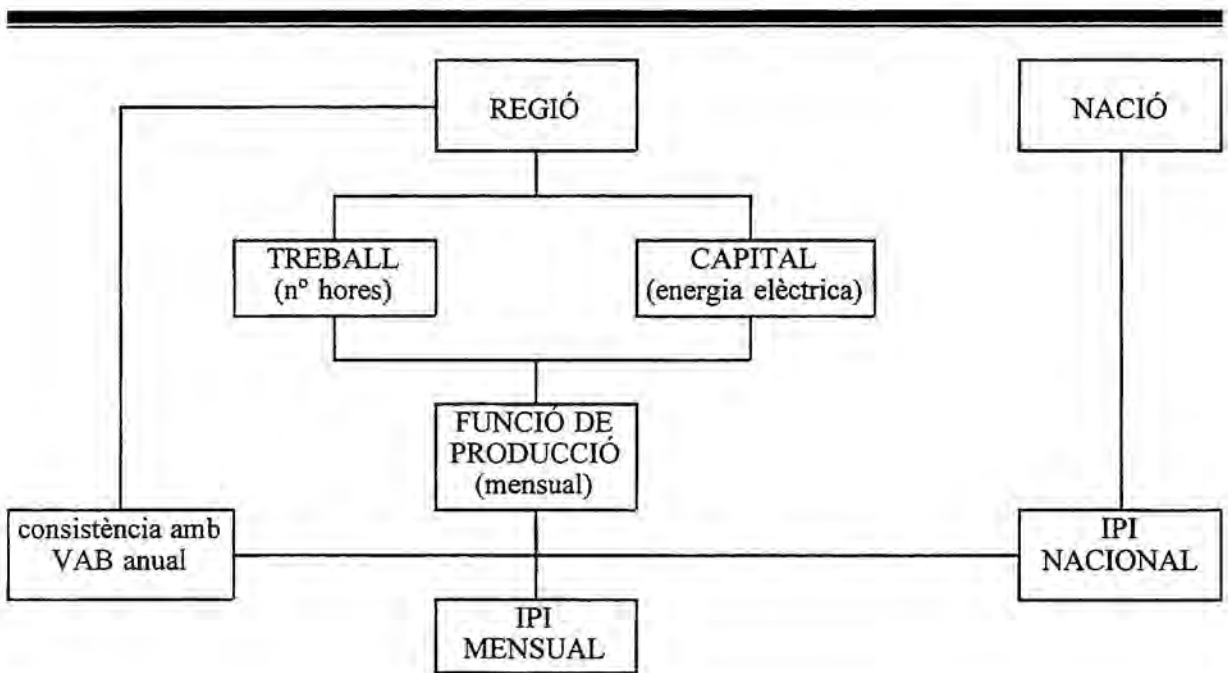 REGIÓ
NACIÓ
TREBALL
(nº hores)
CAPITAL
(energia elèctrica)
FUNCIÓ DE
PRODUCCIÓ
(mensual)
consistència amb
VAB anual
IPI
NACIONAL
IPI
MENSUAL